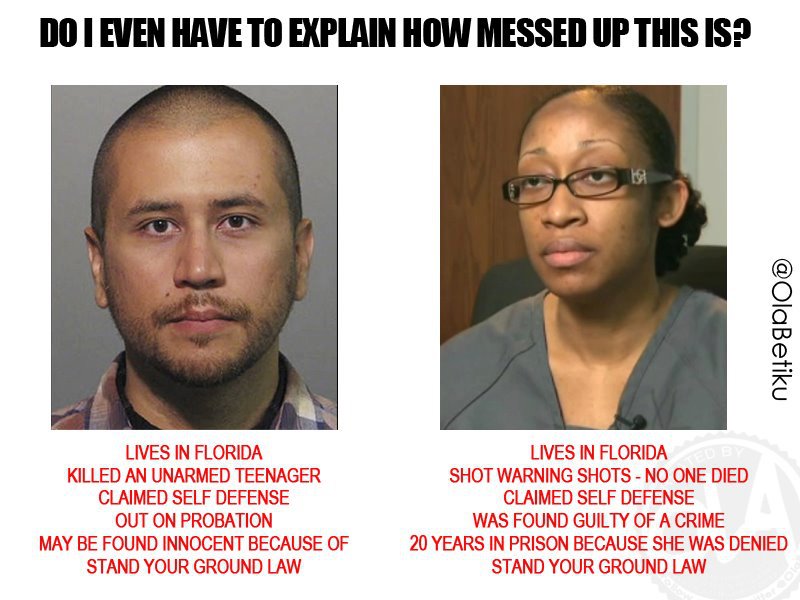 DO I EVEN HAVE TO EXPLAIN HOW MESSED UP THIS IS?
LIVES IN FLORIDA
KILLED AN UNARMED TEENAGER
CLAIMED SELF DEFENSE
OUT ON PROBATION
MAY BE FOUND INNOCENT BECAUSE OF
STAND YOUR GROUND LAW
LIVES IN FLORIDA
SHOT WARNING SHOTS - NO ONE DIED
CLAIMED SELF DEFENSE
WAS FOUND GUILTY OF A CRIME
20 YEARS IN PRISON BECAUSE SHE WAS DENIED
STAND YOUR GROUND LAW
@OlaBetiku